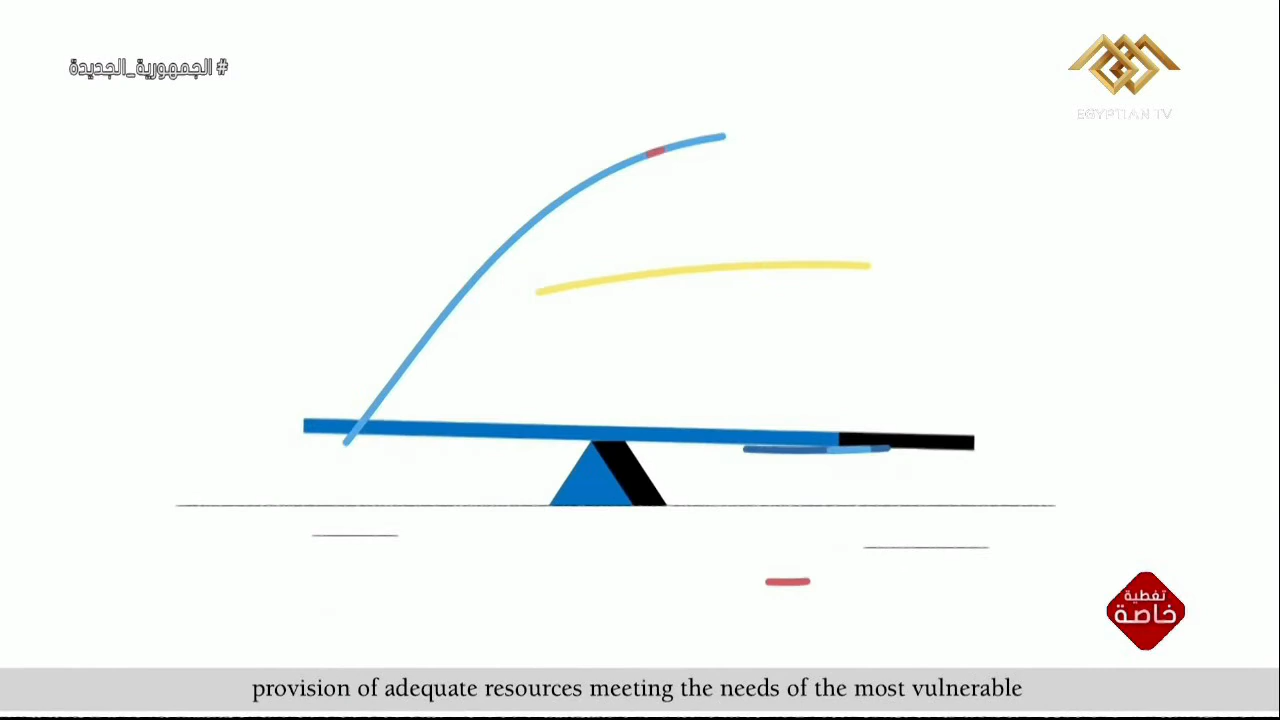 # الجمهورية_الجديدة
EGYPTIAN TV
تغطية
خاصة
provision of adequate resources meeting the needs of the most vulnerable